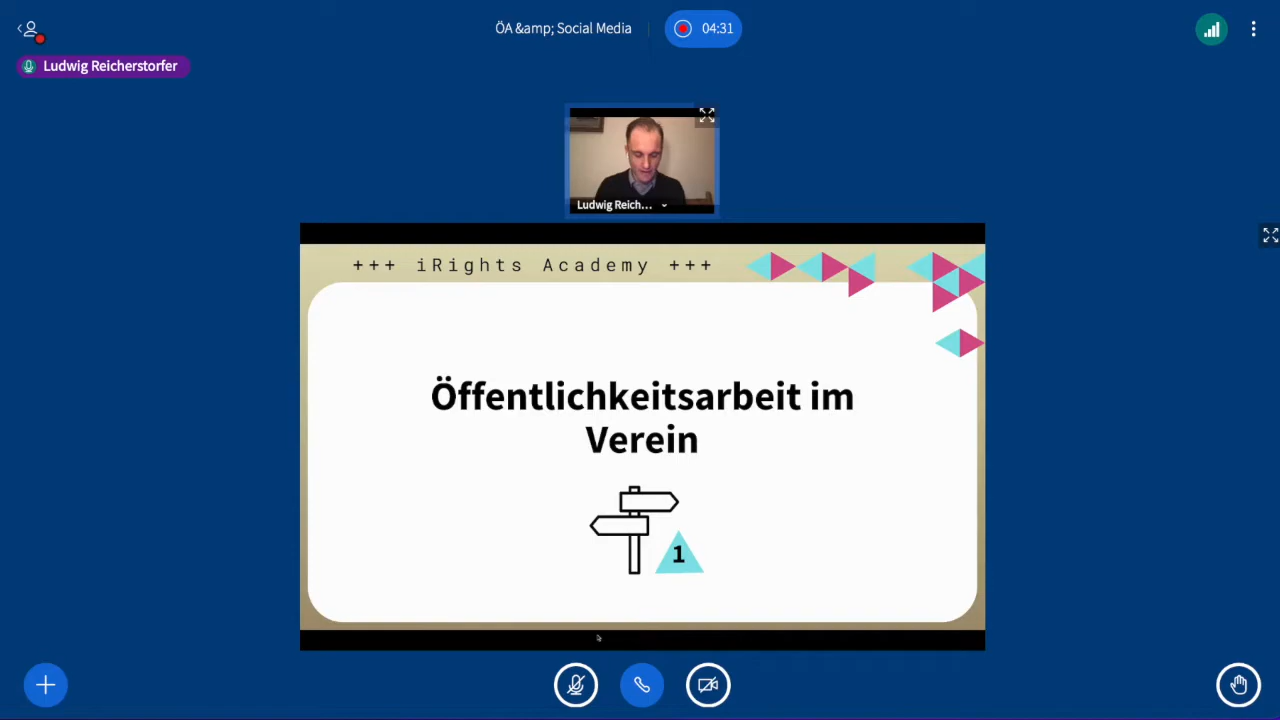 ÖA &amp; Social Media
04:31
Ludwig Reicherstorfer
Ludwig Reich...
+++ iRights Academy +++
Öffentlichkeitsarbeit im
Verein
1